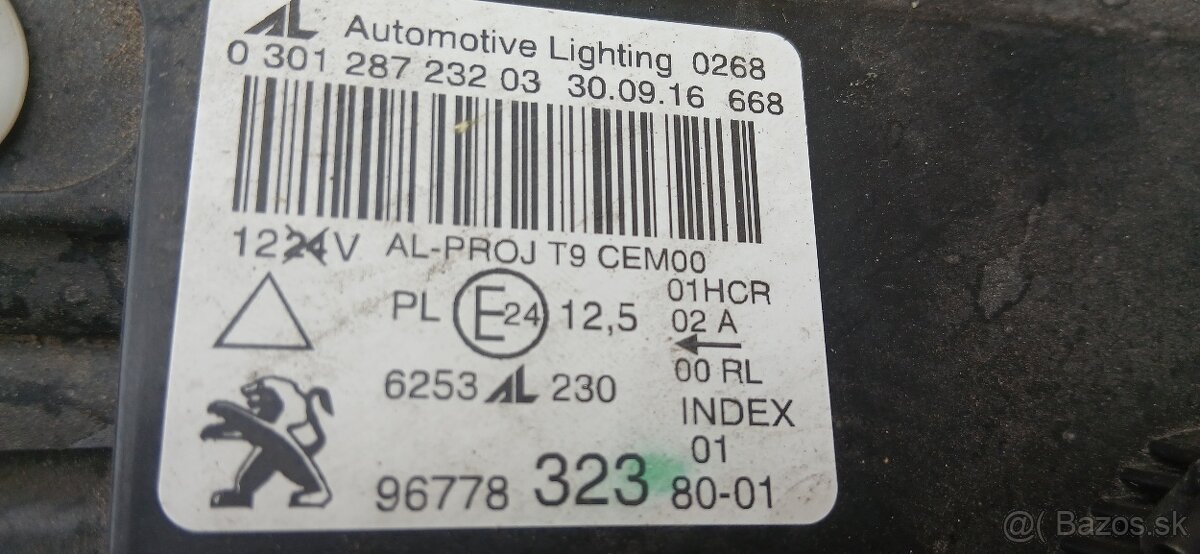 AL Automotive Lighting 0268
0 301 287 232 03 30.09.16 668
1224V AL-PROJ T9 CEM00
01HCR
PL E24 12,5 02 A
00 RL
6253 AL 230
INDEX
01
96778 323 80-01
@( Bazos.sk